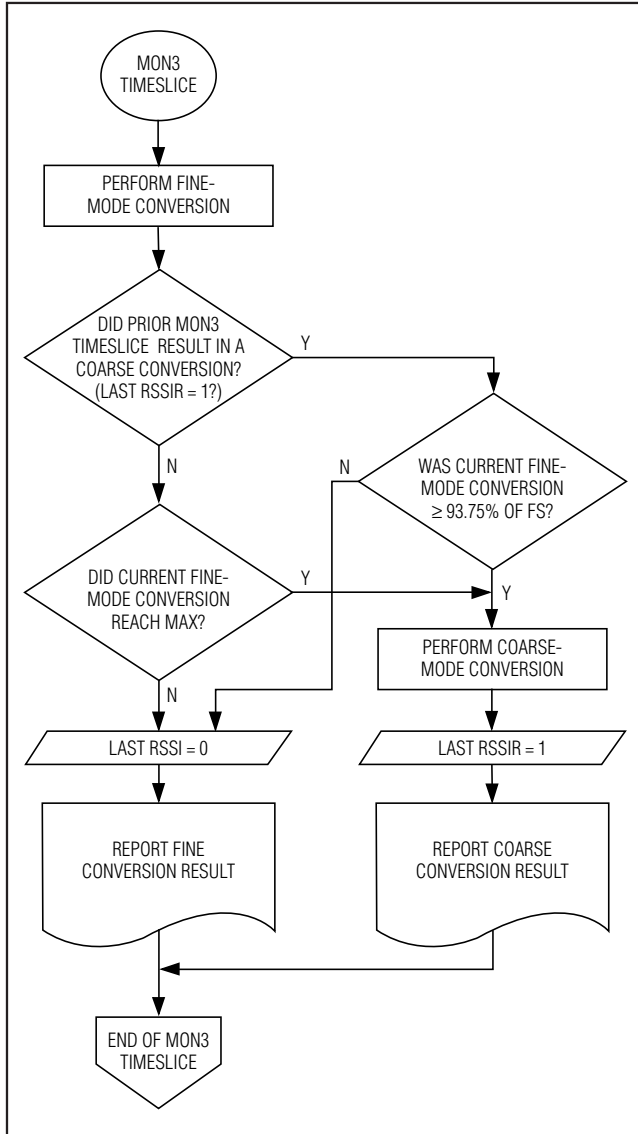 MON3
TIMESLICE
PERFORM FINE-
MODE CONVERSION
DID PRIOR MON3
TIMESLICE RESULT IN A
COARSE CONVERSION?
(LAST RSSIR = 1?)
Y
N
WAS CURRENT FINE-
MODE CONVERSION
≥ 93.75% OF FS?
N
Y
DID CURRENT FINE-
MODE CONVERSION
REACH MAX?
Y
N
PERFORM COARSE-
MODE CONVERSION
LAST RSSI = 0
LAST RSSIR = 1
REPORT FINE
CONVERSION RESULT
REPORT COARSE
CONVERSION RESULT
END OF MON3
TIMESLICE